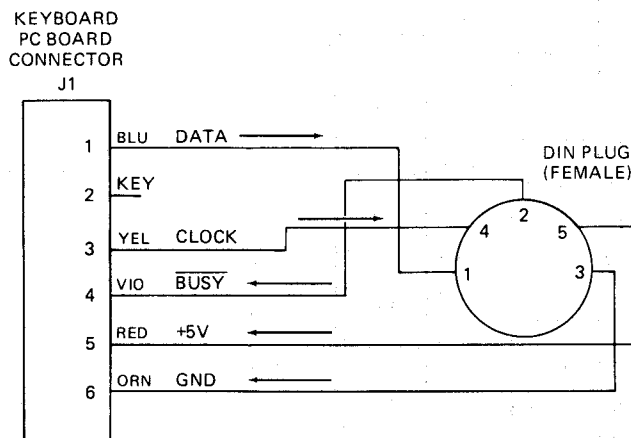 KEYBOARD
PC BOARD
CONNECTOR
J1
1 BLU DATA
2 KEY
3 YEL CLOCK
4 VIO BUSY
5 RED +5V
6 ORN GND
DIN PLUG
(FEMALE)
2
4 5
1 3